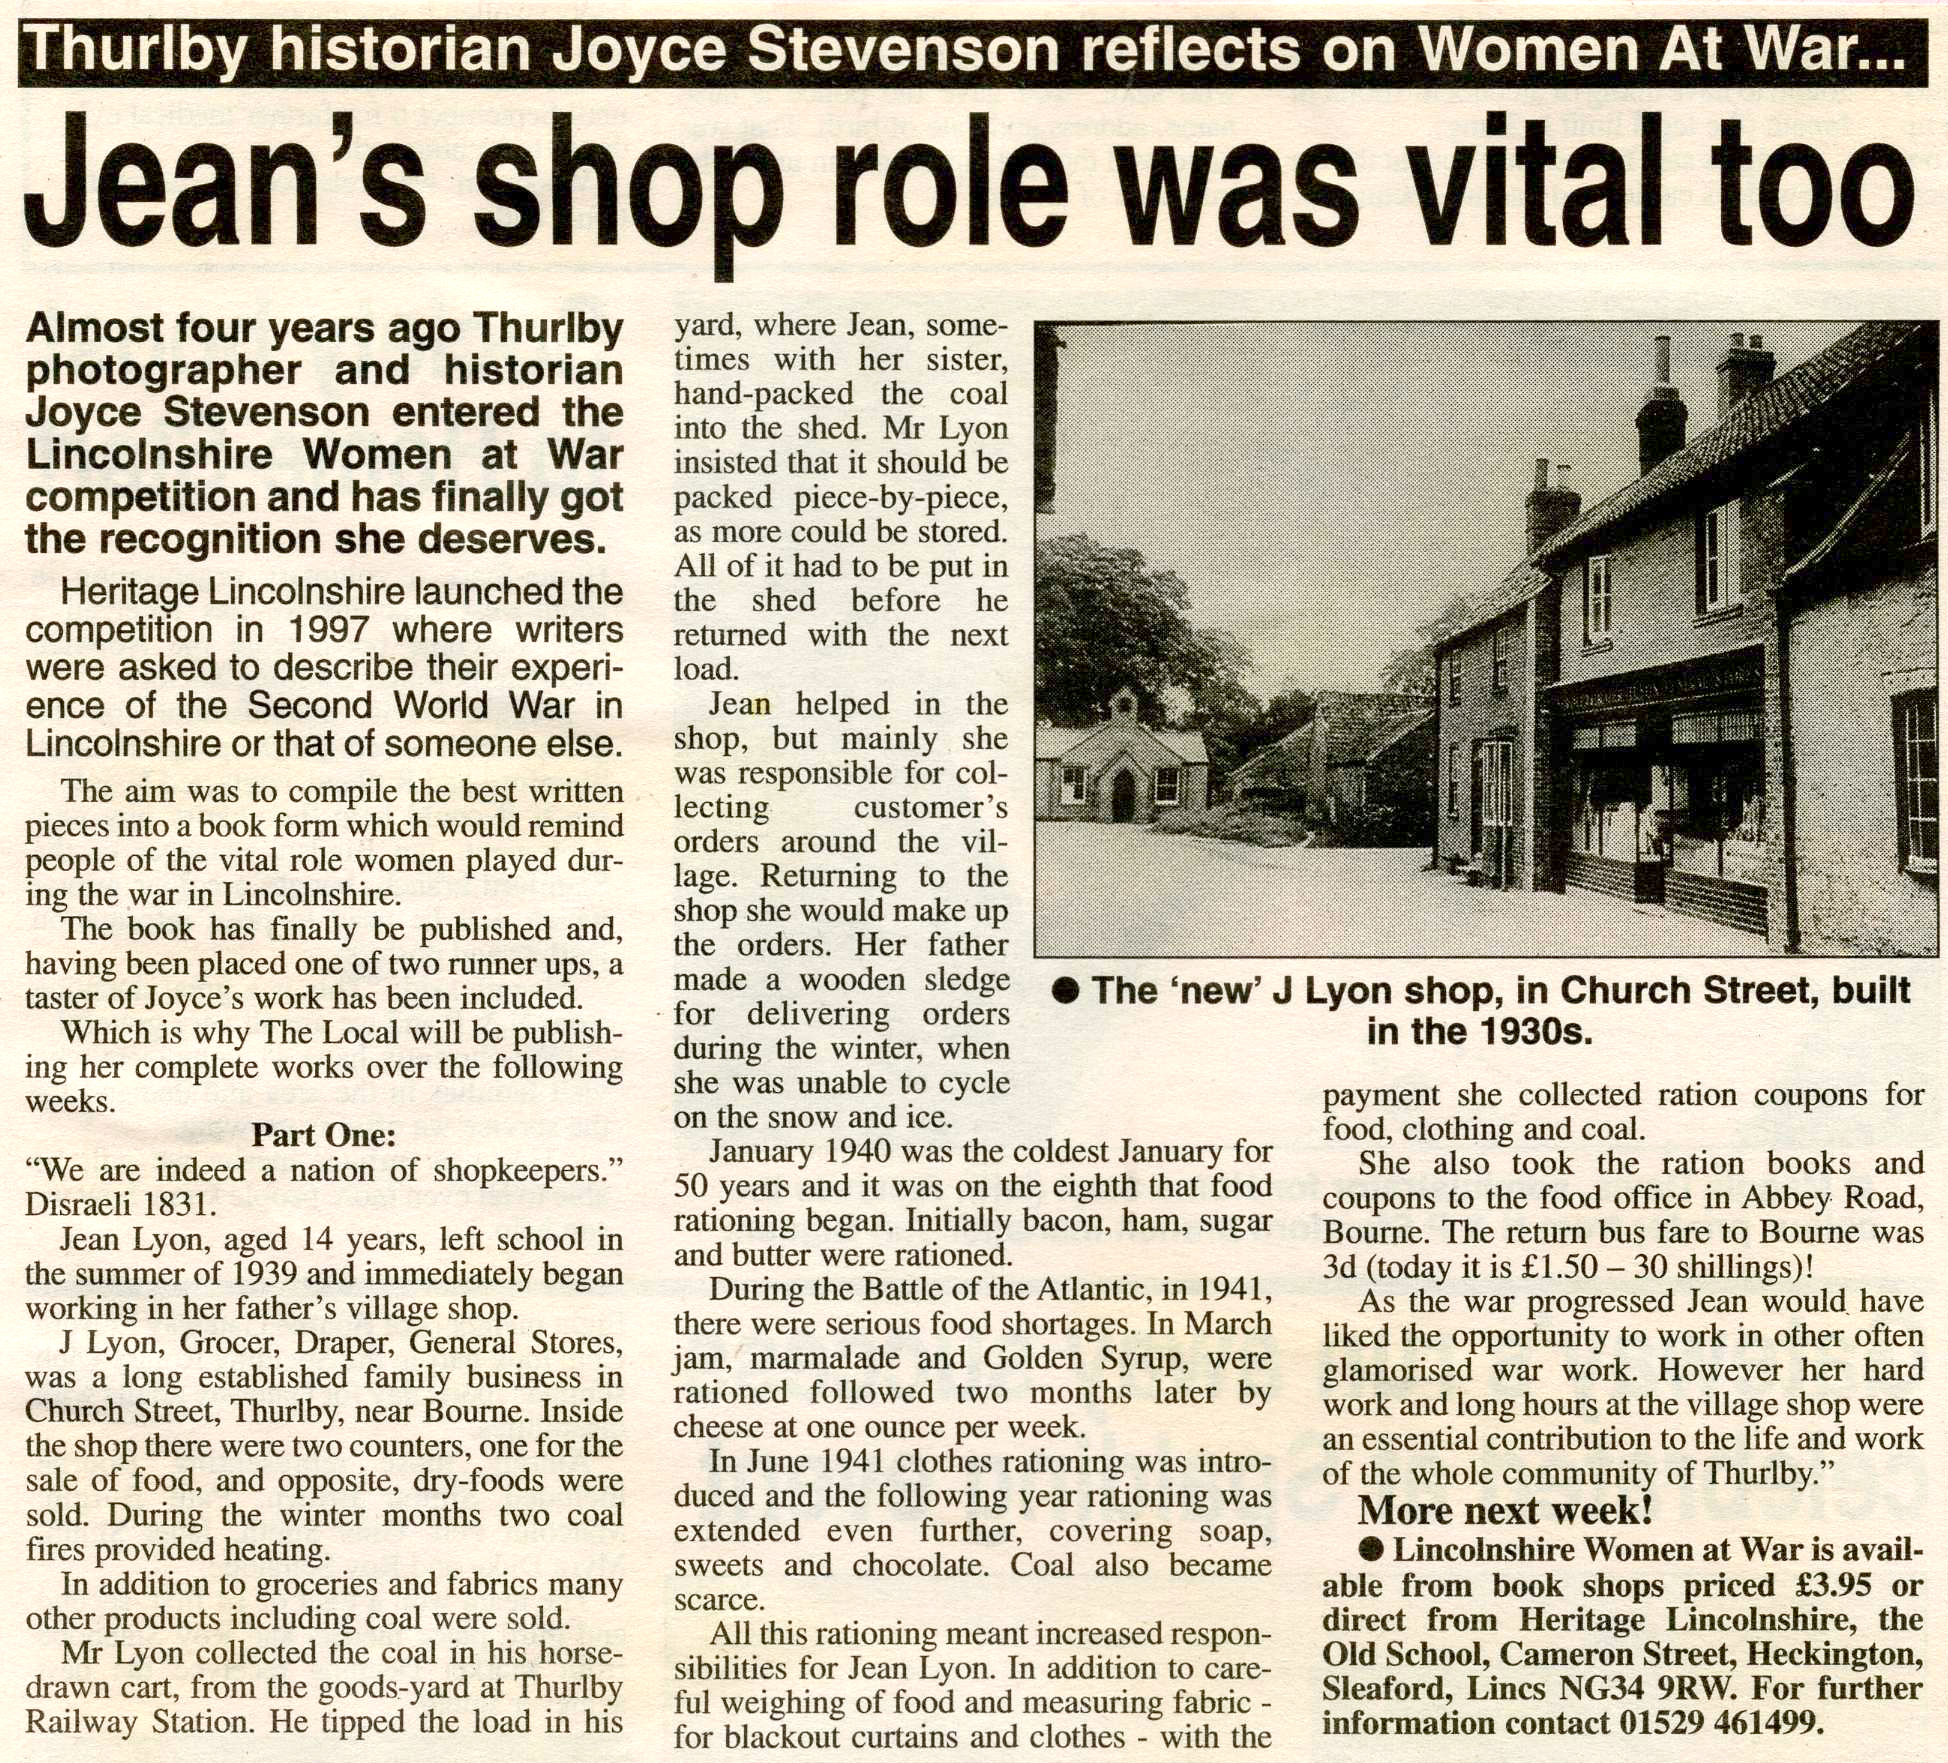 Thurlby historian Joyce Stevenson reflects on Women At War...
Jean's shop role was vital too
Almost four years ago Thurlby
photographer and historian
Joyce Stevenson entered the
Lincolnshire Women at War
competition and has finally got
the recognition she deserves.
Heritage Lincolnshire launched the
competition in 1997 where writers
were asked to describe their experi-
ence of the Second World War in
Lincolnshire or that of someone else.
The aim was to compile the best written
pieces into a book form which would remind
people of the vital role women played dur-
ing the war in Lincolnshire.
The book has finally be published and,
having been placed one of two runner ups, a
taster of Joyce's work has been included.
Which is why The Local will be publish-
ing her complete works over the following
weeks.
Part One:
“We are indeed a nation of shopkeepers.”
Disraeli 1831.
Jean Lyon, aged 14 years, left school in
the summer of 1939 and immediately began
working in her father's village shop.
J Lyon, Grocer, Draper, General Stores,
was a long established family business in
Church Street, Thurlby, near Bourne. Inside
the shop there were two counters, one for the
sale of food, and opposite, dry-foods were
sold. During the winter months two coal
fires provided heating.
In addition to groceries and fabrics many
other products including coal were sold.
Mr Lyon collected the coal in his horse-
drawn cart, from the goods-yard at Thurlby
Railway Station. He tipped the load in his
yard, where Jean, some-
times with her sister,
hand-packed the coal
into the shed. Mr Lyon
insisted that it should be
packed piece-by-piece,
as more could be stored.
All of it had to be put in
the shed before he
returned with the next
load.
Jean helped in the
shop, but mainly she
was responsible for col-
lecting customer's
orders around the vil-
lage. Returning to the
shop she would make up
the orders. Her father
made a wooden sledge
for delivering orders
during the winter, when
she was unable to cycle
on the snow and ice.
January 1940 was the coldest January for
50 years and it was on the eighth that food
rationing began. Initially bacon, ham, sugar
and butter were rationed.
During the Battle of the Atlantic, in 1941,
there were serious food shortages. In March
jam, marmalade and Golden Syrup, were
rationed followed two months later by
cheese at one ounce per week.
In June 1941 clothes rationing was intro-
duced and the following year rationing was
extended even further, covering soap,
sweets and chocolate. Coal also became
scarce.
All this rationing meant increased respon-
sibilities for Jean Lyon. In addition to care-
ful weighing of food and measuring fabric -
for blackout curtains and clothes - with the
● The ‘new’ J Lyon shop, in Church Street, built
in the 1930s.
payment she collected ration coupons for
food, clothing and coal.
She also took the ration books and
coupons to the food office in Abbey Road,
Bourne. The return bus fare to Bourne was
3d (today it is £1.50 – 30 shillings)!
As the war progressed Jean would have
liked the opportunity to work in other often
glamorised war work. However her hard
work and long hours at the village shop were
an essential contribution to the life and work
of the whole community of Thurlby.”
More next week!
● Lincolnshire Women at War is avail-
able from book shops priced £3.95 or
direct from Heritage Lincolnshire, the
Old School, Cameron Street, Heckington,
Sleaford, Lincs NG34 9RW. For further
information contact 01529 461499.